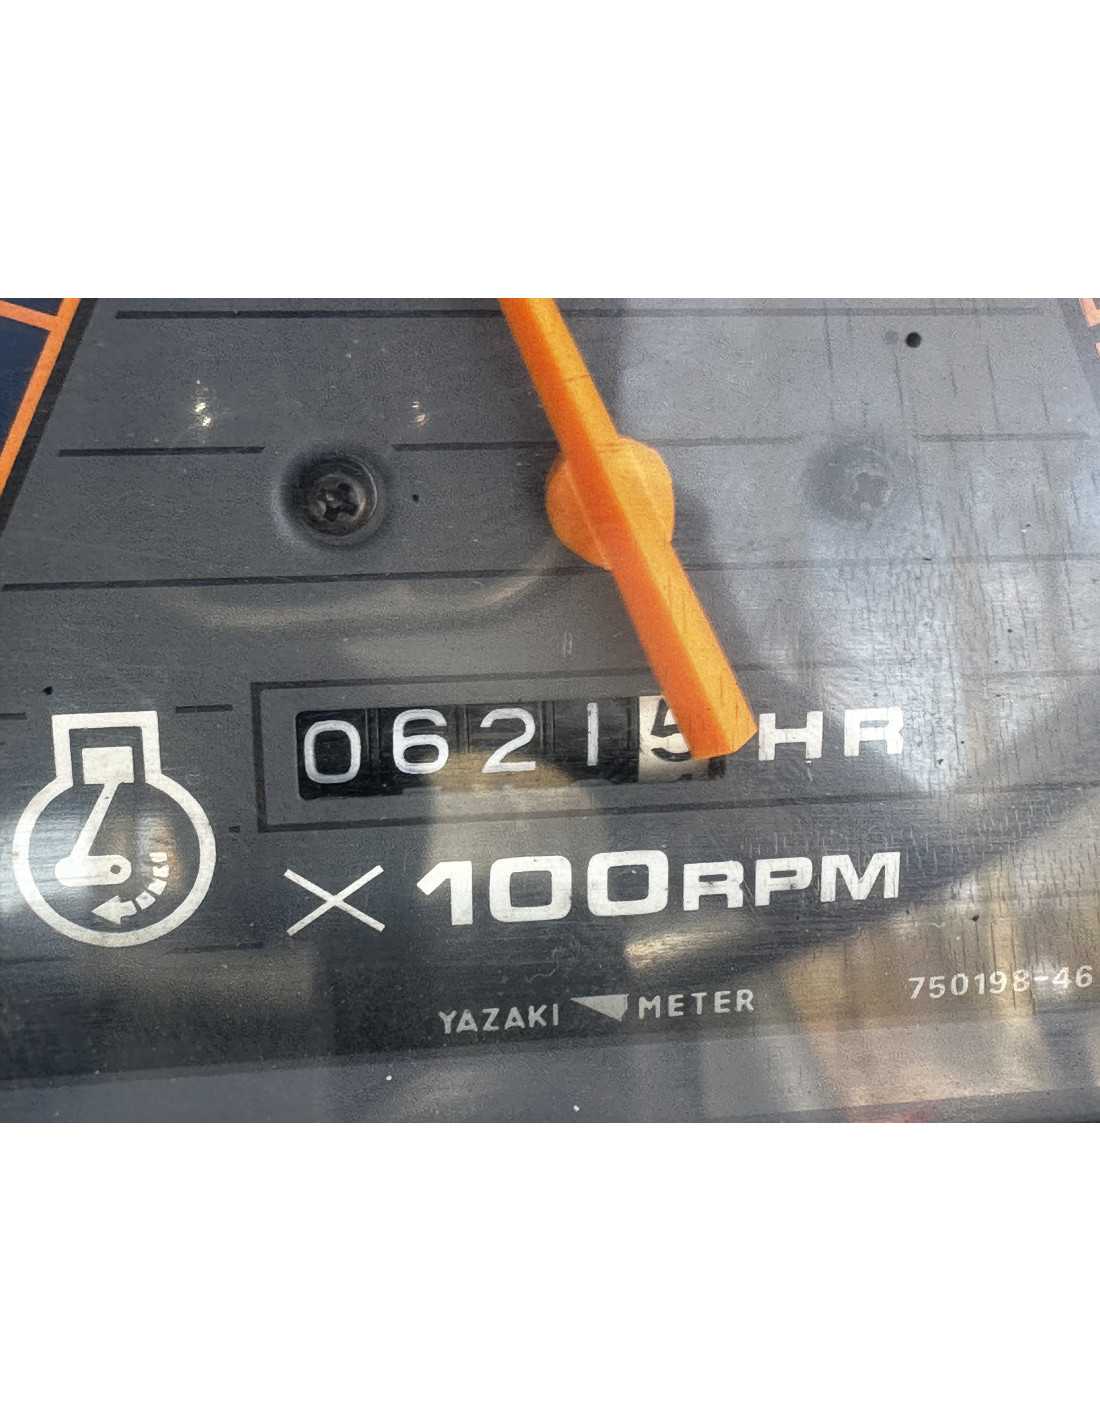 06215 HR
× 100RPM
750198-46
YAZAKI METER